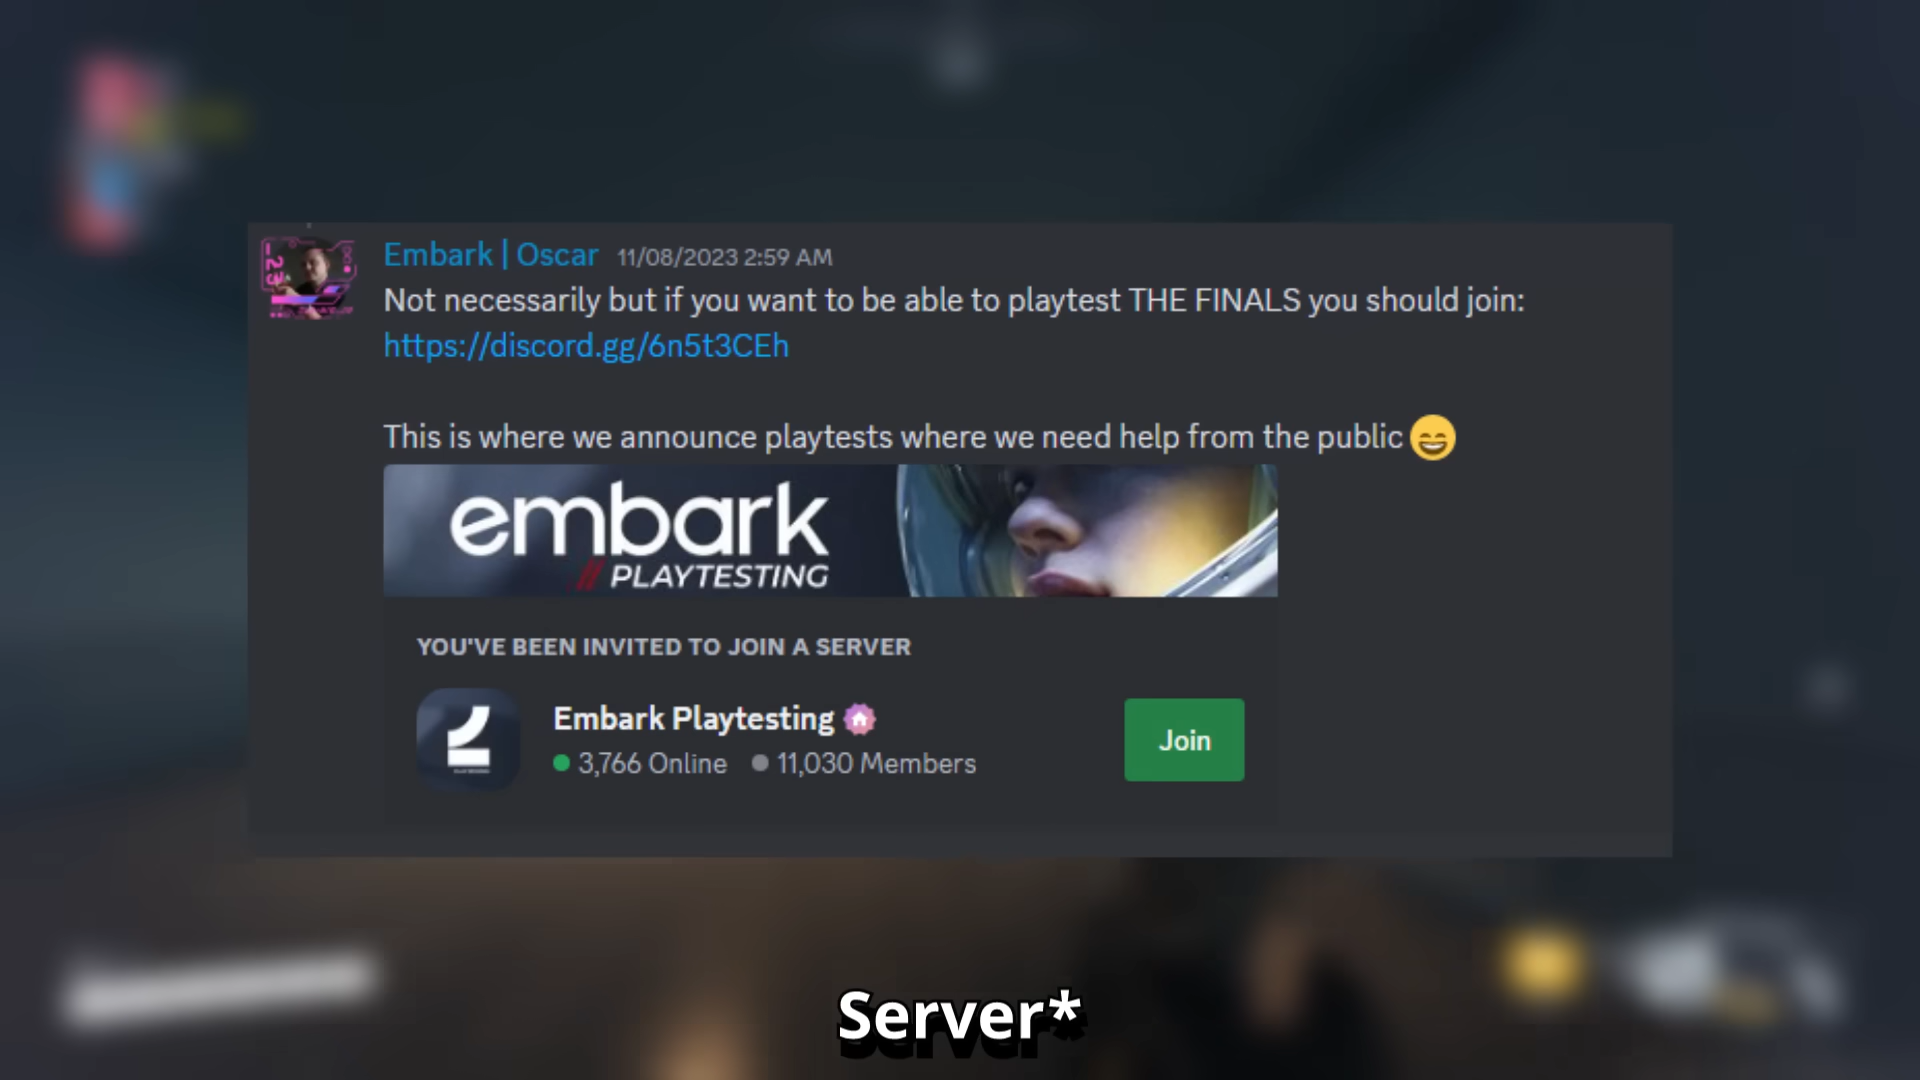 Embark | Oscar 11/08/2023 2:59 AM
Not necessarily but if you want to be able to playtest THE FINALS you should join:
https://discord.gg/6n5t3CEh
This is where we announce playtests where we need help from the public
embark
// PLAYTESTING
YOU'VE BEEN INVITED TO JOIN A SERVER
Embark Playtesting
3,766 Online 11,030 Members
Join
Server*